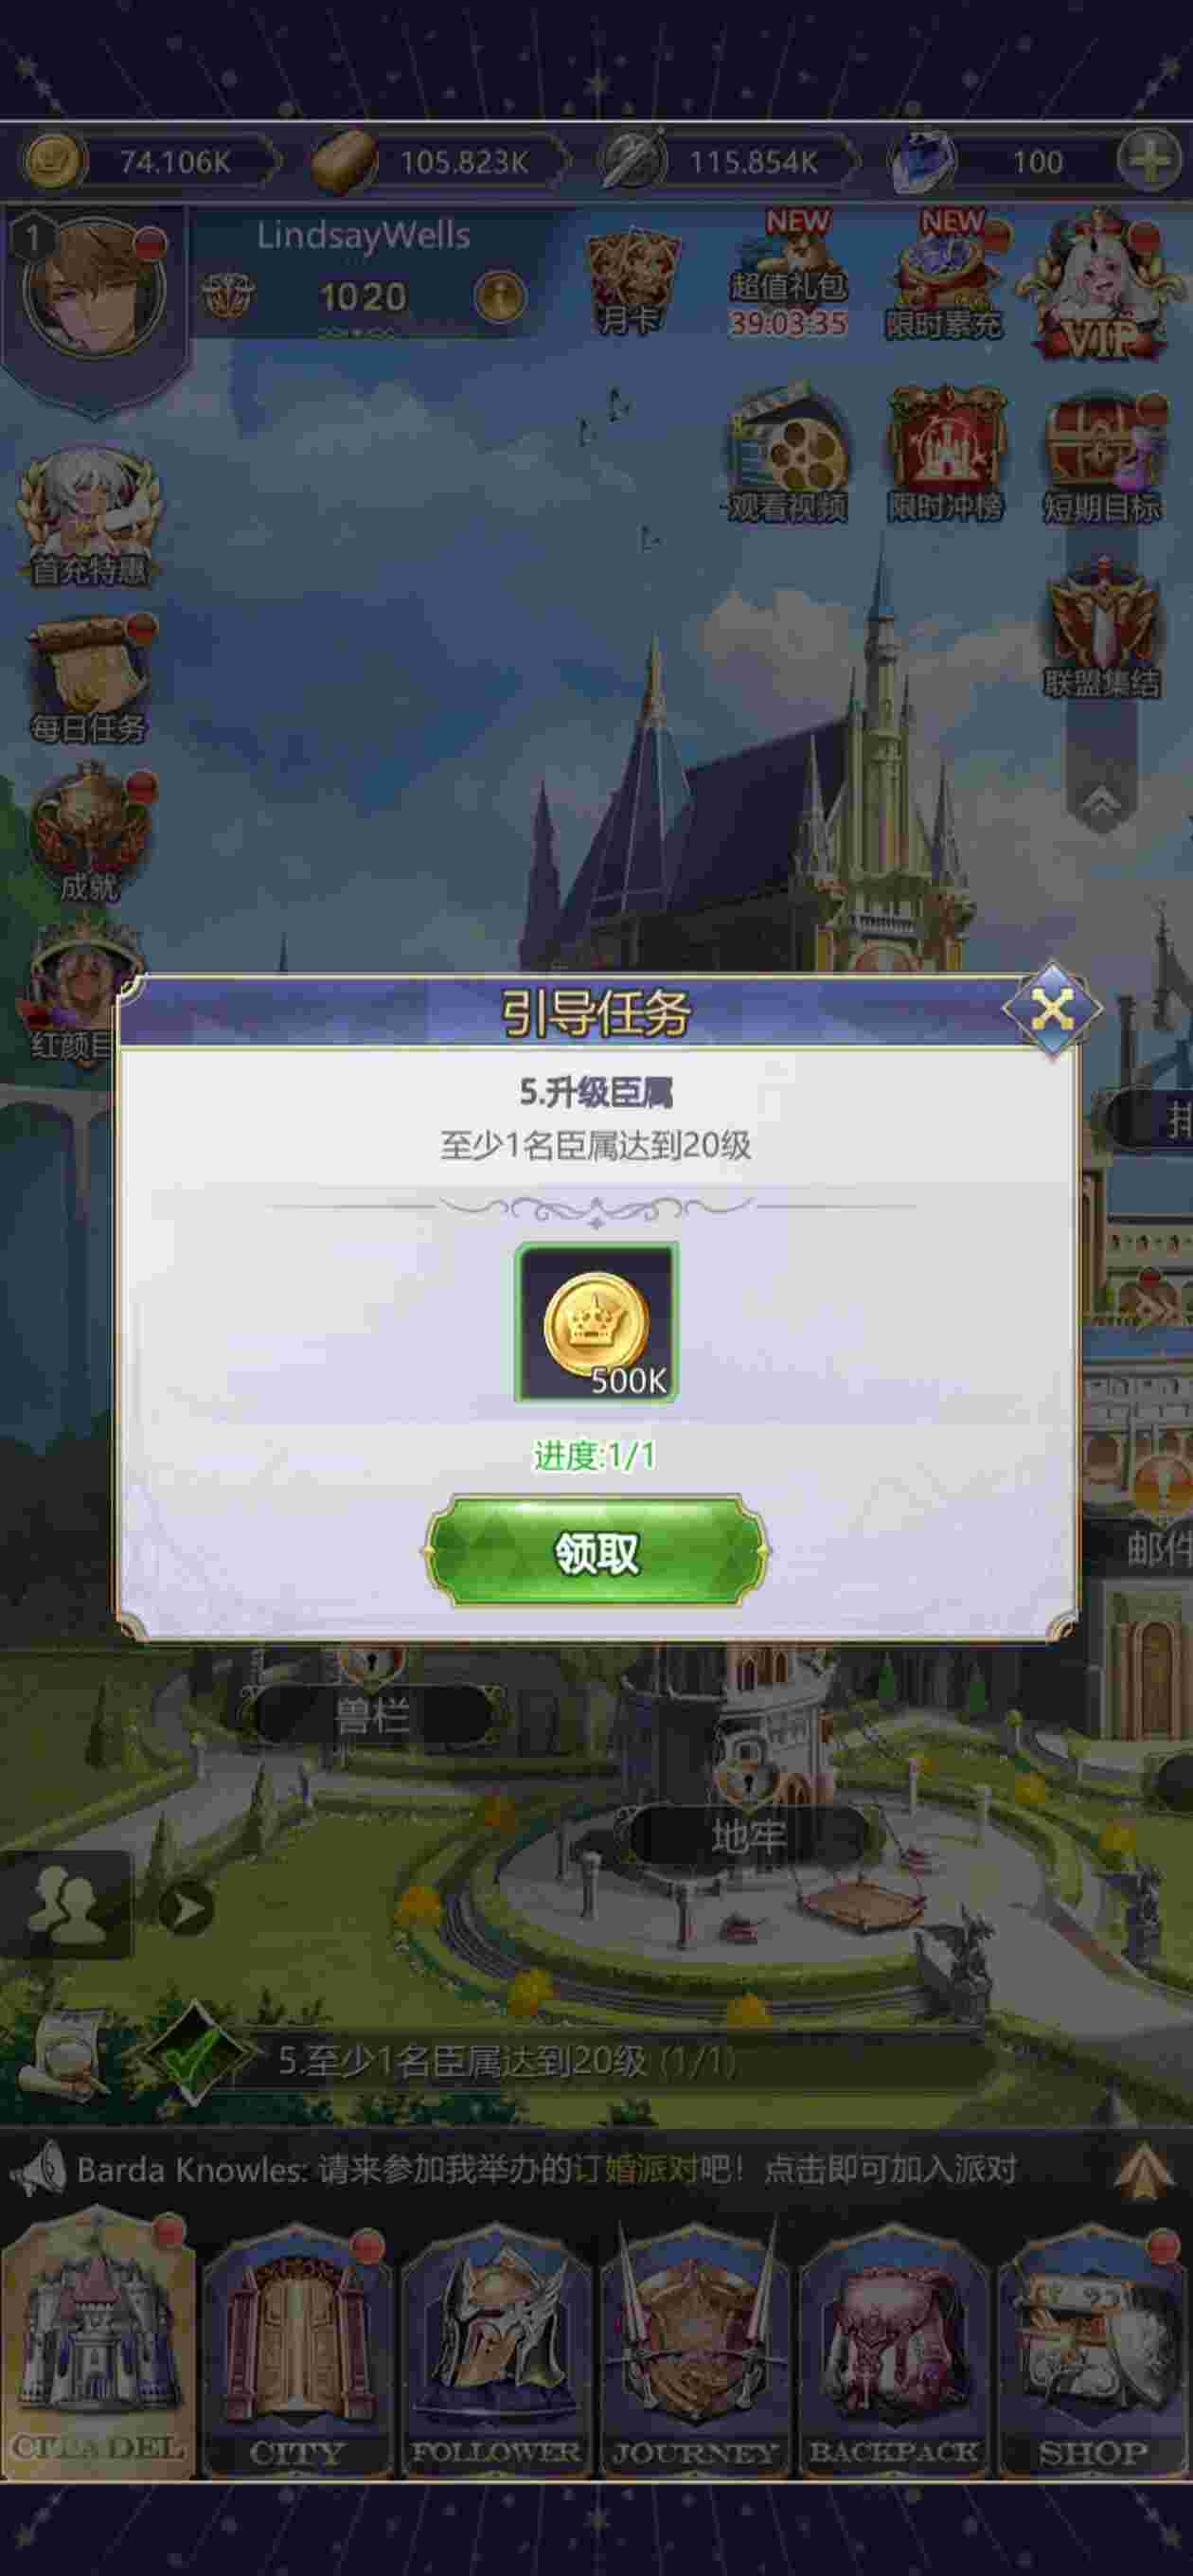 74.106K
105.823K
115.854K
100
1
LindsayWells
1020
月卡
NEW
超值礼包
39:03:35
NEW
限时累充
VIP
首充特惠
观看视频
限时冲榜
短期目标
每日任务
联盟集结
成就
红颜
引导任务
5.升级臣属
至少1名臣属达到20级
500K
进度:1/1
领取
邮件
兽栏
地牢
5.至少1名臣属达到20级 (1/1)
Barda Knowles: 请来参加我举办的订婚派对吧！点击即可加入派对
CITADEL
CITY
FOLLOWER
JOURNEY
BACKPACK
SHOP